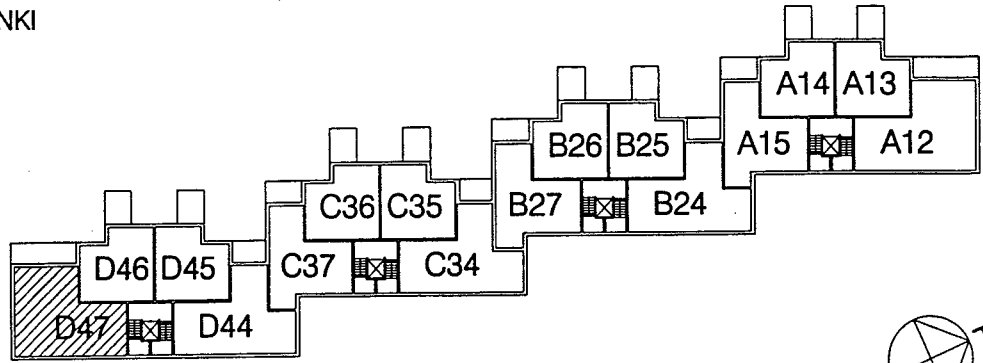 NKI
A14 A13
A15 A12
B26 B25
B27 B24
C36 C35
C37 C34
D46 D45
D47 D44